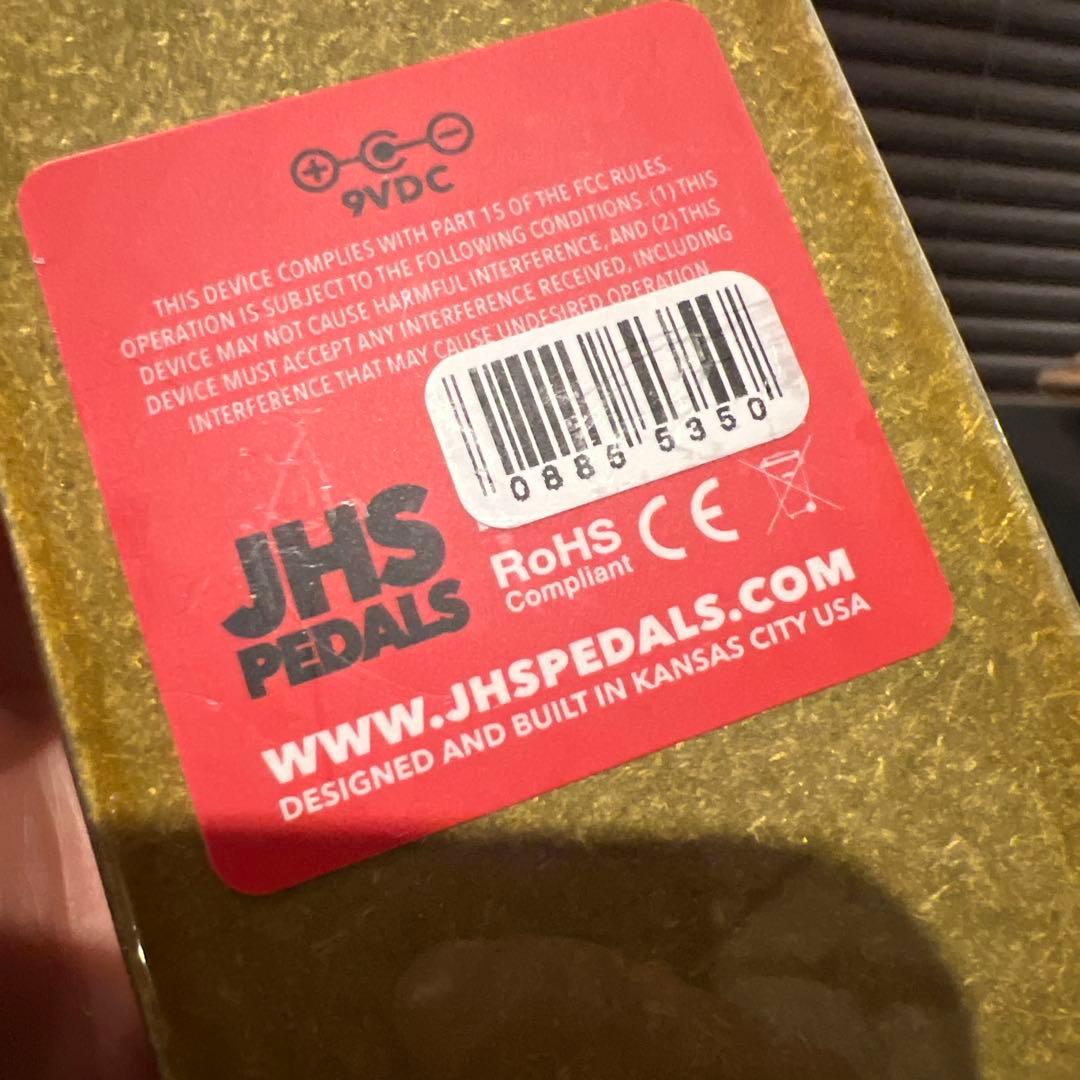 9VDC
THIS DEVICE COMPLIES WITH PART 15 OF THE FCC RULES.
OPERATION IS SUBJECT TO THE FOLLOWING CONDITIONS. (1) THIS
DEVICE MAY NOT CAUSE HARMFUL INTERFERENCE, AND (2) THIS
DEVICE MUST ACCEPT ANY INTERFERENCE RECEIVED, INCLUDING
INTERFERENCE THAT MAY CAUSE UNDESIRED OPERATION
0885 5350
JHS
PEDALS
RoHS
Compliant
CE
WWW.JHSPEDALS.COM
DESIGNED AND BUILT IN KANSAS CITY USA